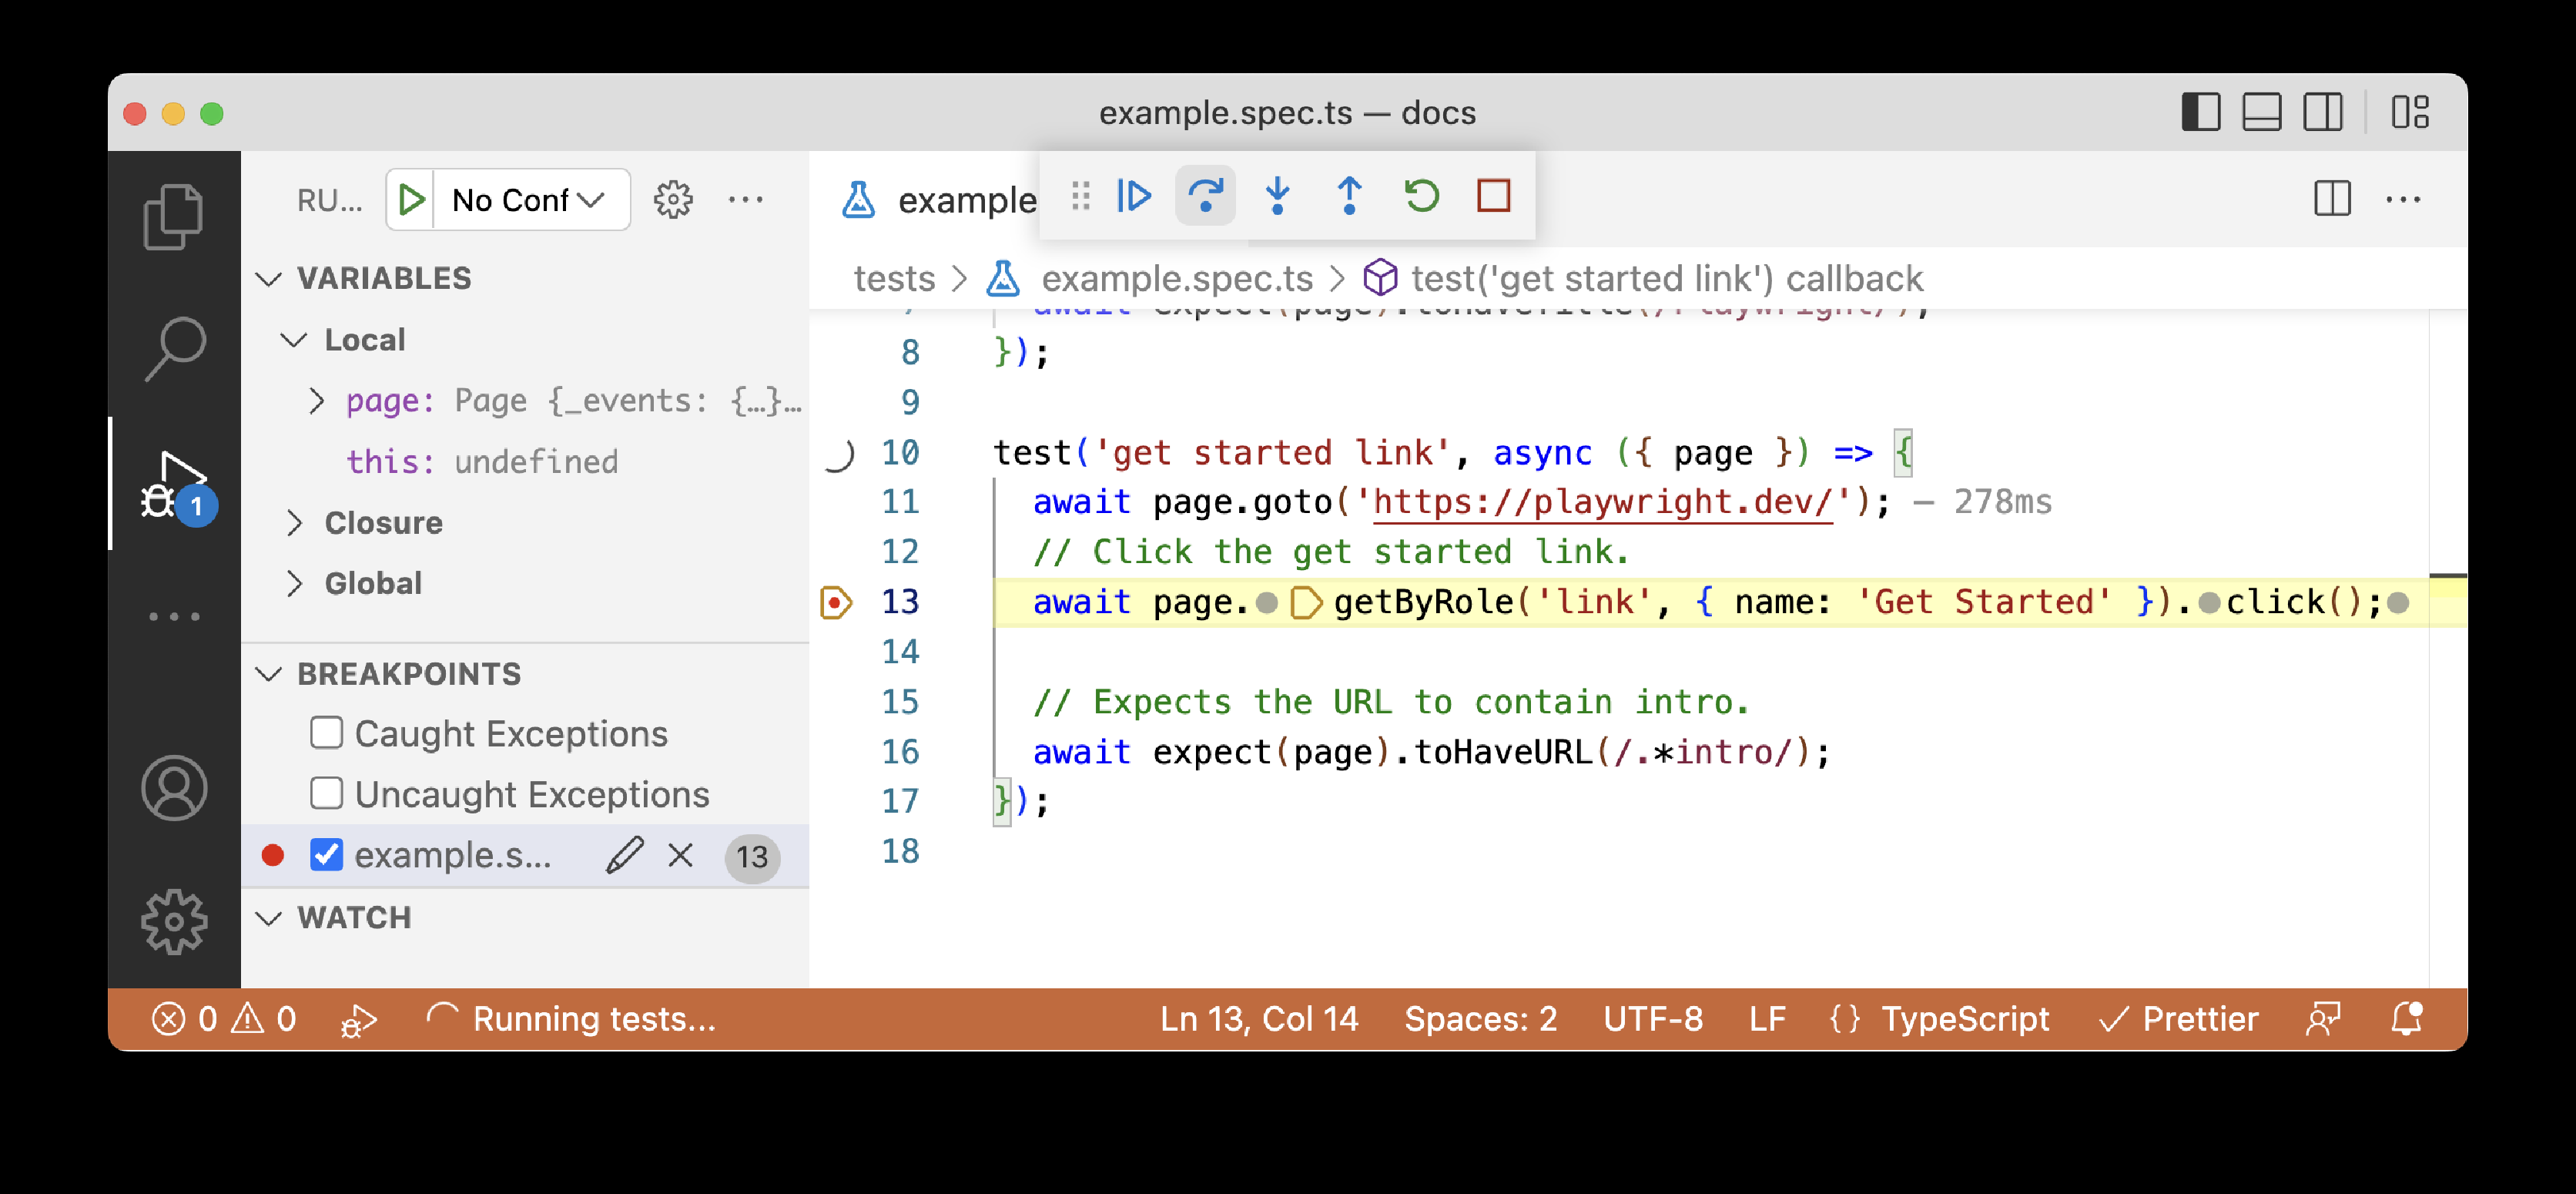 example.spec.ts — docs
RU... No Conf
example
tests > example.spec.ts > test('get started link') callback
VARIABLES
Local
page: Page {_events: {…}…
this: undefined
Closure
Global
BREAKPOINTS
Caught Exceptions
Uncaught Exceptions
example.s... 13
WATCH
1
7 await expect(page).toHaveTitle(/Playwright/);
8 });
9
10 test('get started link', async ({ page }) => {
11 await page.goto('https://playwright.dev/'); — 278ms
12 // Click the get started link.
13 await page.getByRole('link', { name: 'Get Started' }).click();
14
15 // Expects the URL to contain intro.
16 await expect(page).toHaveURL(/.*intro/);
17 });
18
0 0 Running tests... Ln 13, Col 14 Spaces: 2 UTF-8 LF {} TypeScript Prettier